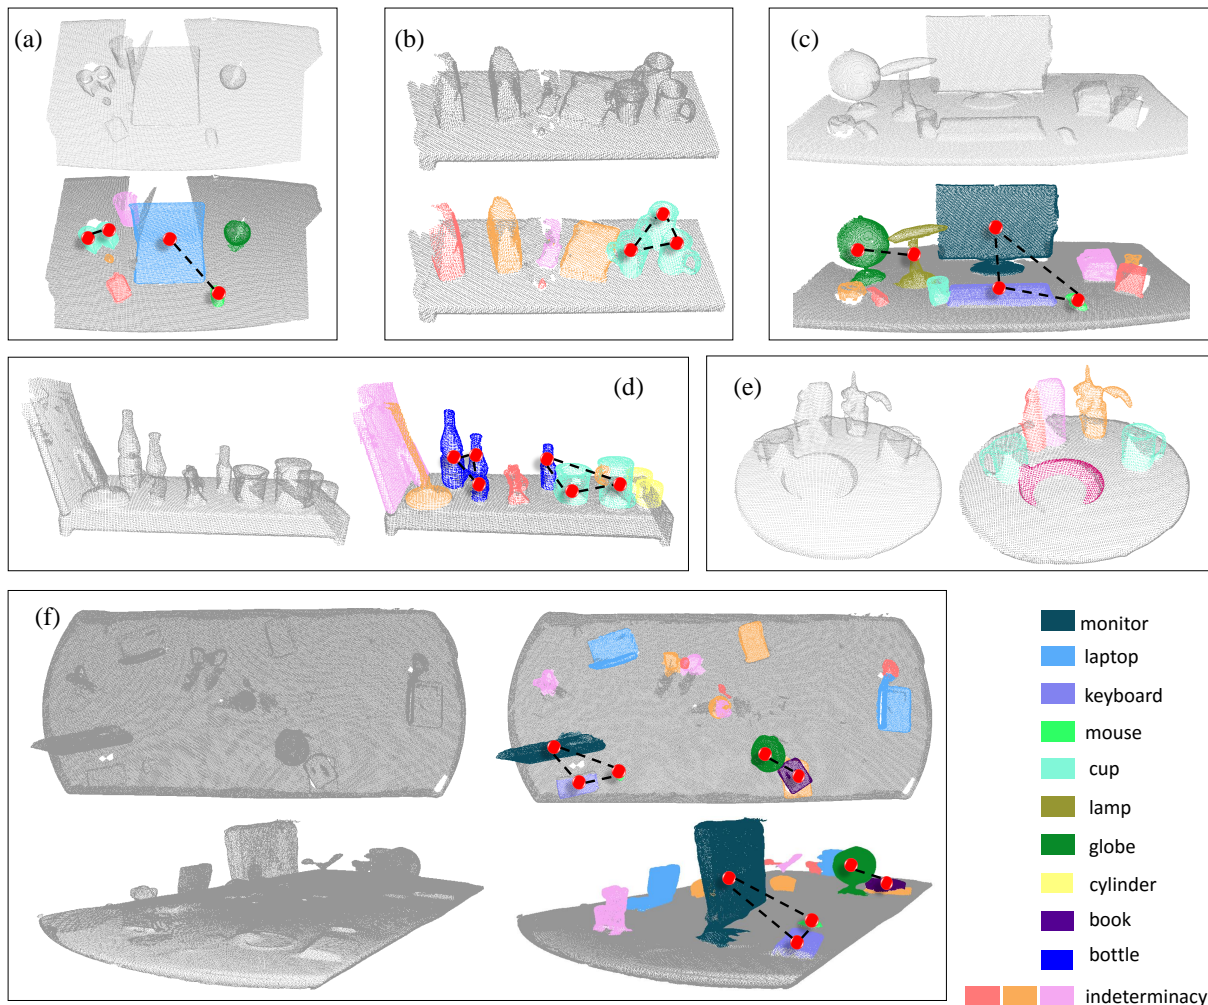 (a)
(b)
(c)
(d)
(e)
(f)
monitor
laptop
keyboard
mouse
cup
lamp
globe
cylinder
book
bottle
indeterminacy